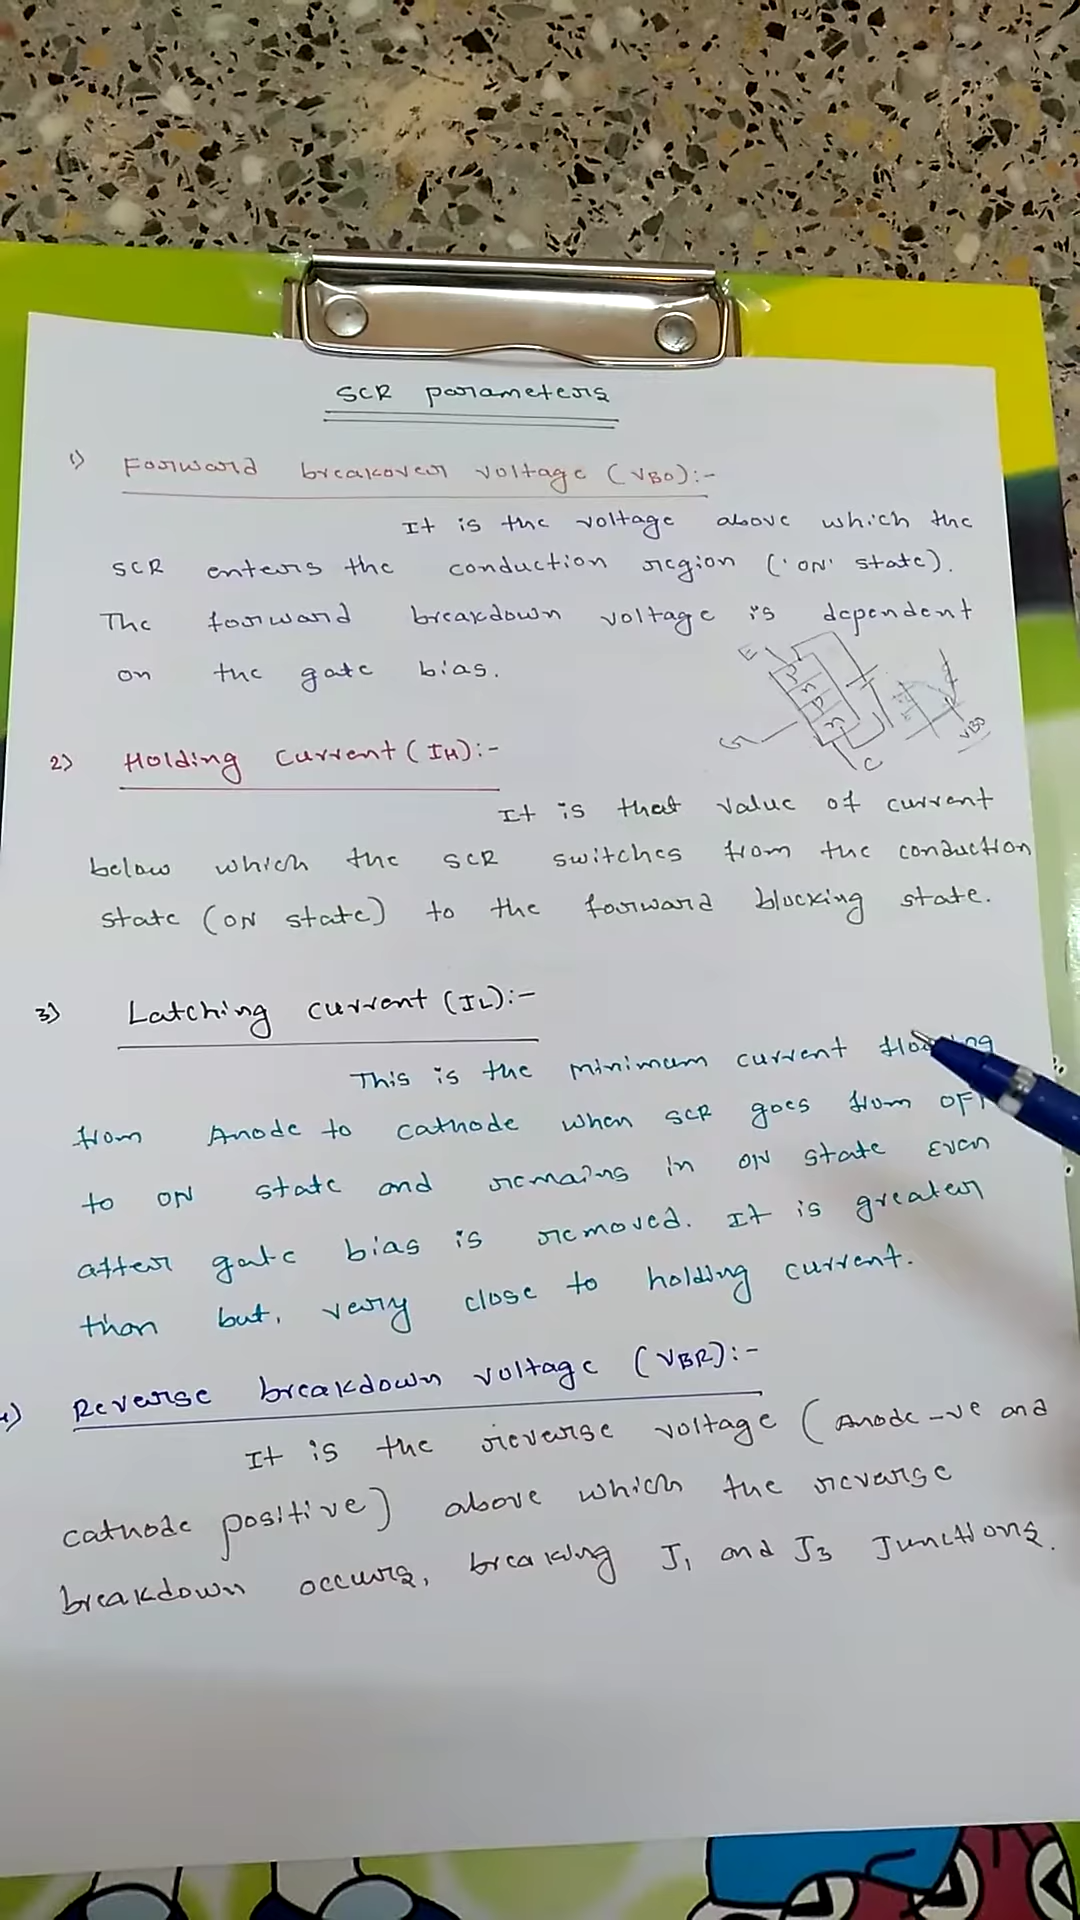 SCR parameters
1) Forward breakover voltage (VBO):-
It is the voltage above which the
SCR enters the conduction region ('ON' state).
The forward breakdown voltage is dependent
on the gate bias.
E
P
n
P
n
G
C
VBO
2) Holding current (IH):-
It is that value of current
below which the SCR switches from the conduction
state (ON state) to the forward blocking state.
3) Latching current (IL):-
This is the minimum current flowing
from Anode to cathode when SCR goes from OFF
to ON state and remains in ON state Even
after gate bias is removed. It is greater
than but, very close to holding current.
Reverse breakdown voltage (VBR):-
It is the reverse voltage (Anode -ve and
cathode positive) above which the reverse
breakdown occurs, breaking J1 and J3 Junctions.